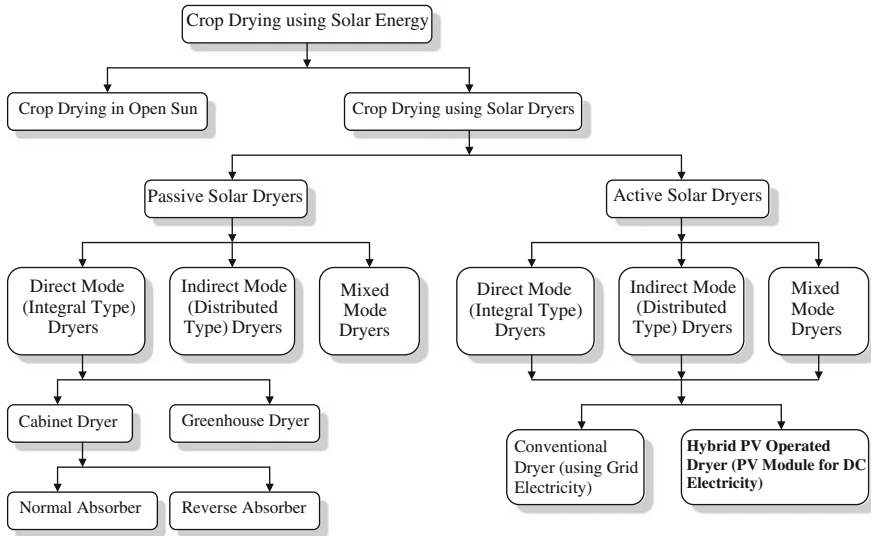 Crop Drying using Solar Energy
Crop Drying in Open Sun
Crop Drying using Solar Dryers
Passive Solar Dryers
Active Solar Dryers
Direct Mode
(Integral Type)
Dryers
Indirect Mode
(Distributed
Type) Dryers
Mixed
Mode
Dryers
Direct Mode
(Integral Type)
Dryers
Indirect Mode
(Distributed
Type) Dryers
Mixed
Mode
Dryers
Cabinet Dryer
Greenhouse Dryer
Conventional
Dryer (using Grid
Electricity)
Hybrid PV Operated
Dryer (PV Module for DC
Electricity)
Normal Absorber
Reverse Absorber